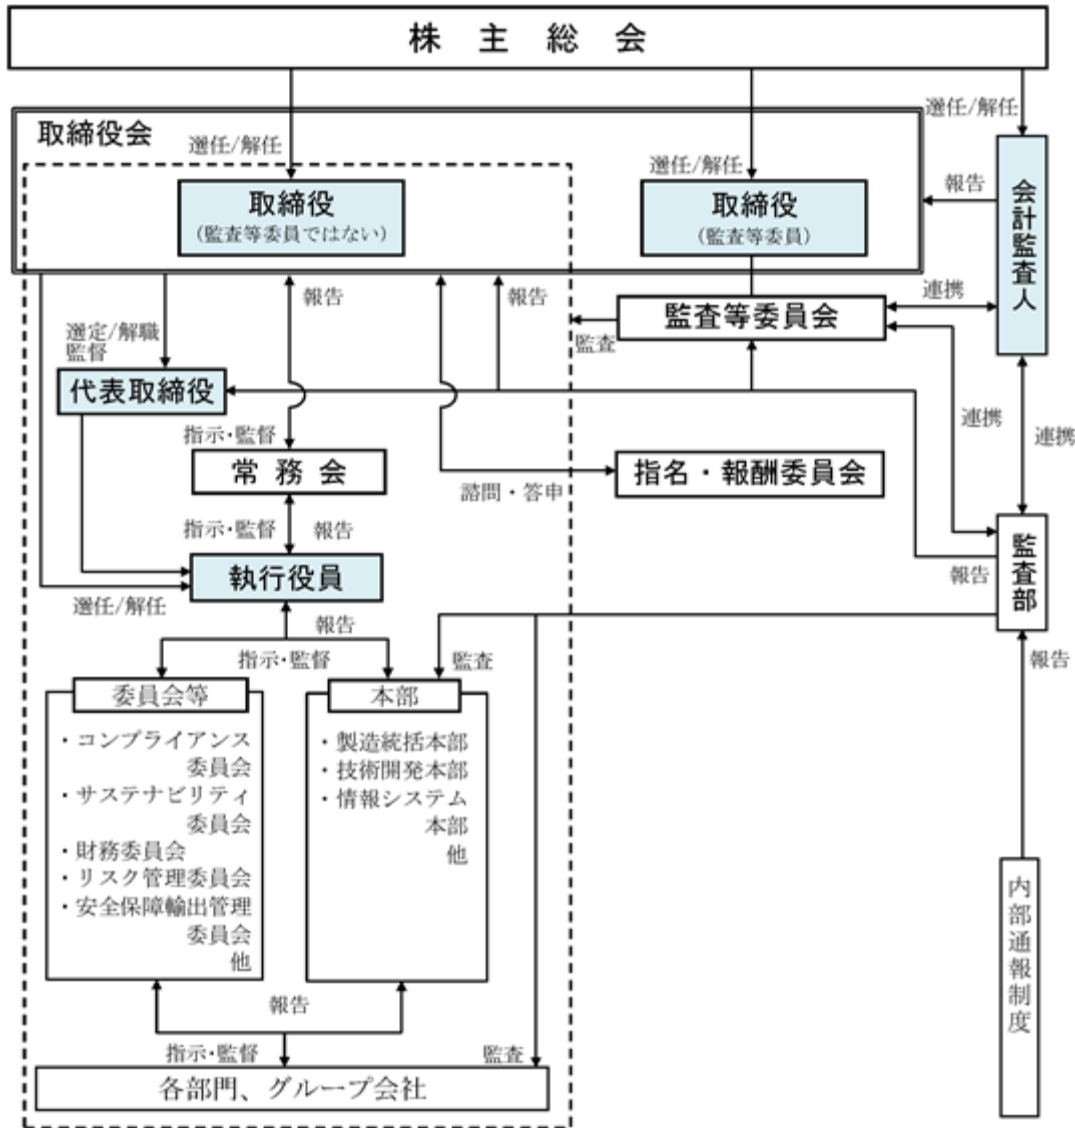 株主総会
選任/解任
取締役会
選任/解任
選任/解任
取締役
（監査等委員ではない）
取締役
（監査等委員）
報告
会計監査人
報告
報告
連携
監査等委員会
監査
選定/解職
監督
代表取締役
連携
連携
指示・監督
常務会
指名・報酬委員会
諮問・答申
指示・監督
報告
執行役員
監査部
報告
選任/解任
報告
指示・監督
監査
報告
委員会等
・コンプライアンス
委員会
・サステナビリティ
委員会
・財務委員会
・リスク管理委員会
・安全保障輸出管理
委員会
他
本部
・製造統括本部
・技術開発本部
・情報システム
本部
他
内部通報制度
報告
指示・監督
監査
各部門、グループ会社